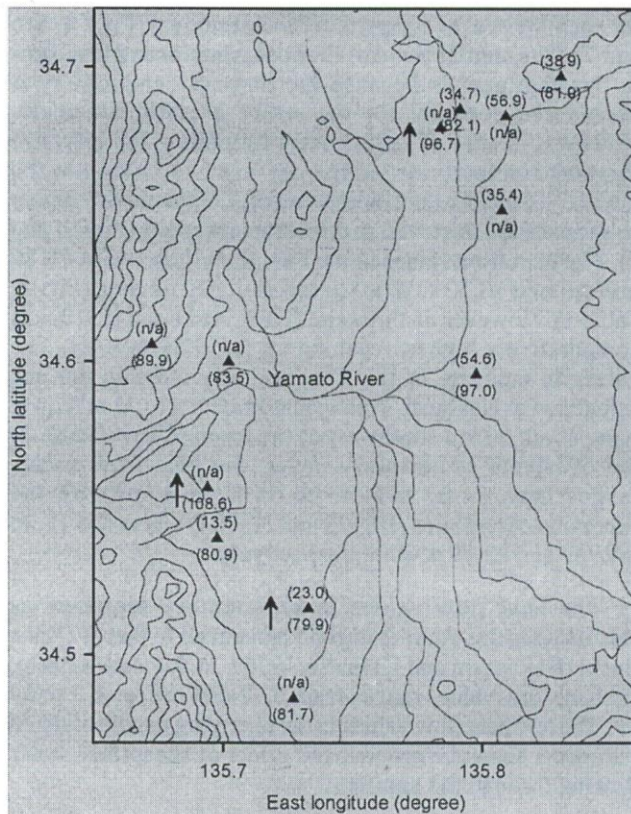 34.7
(38.9)
(81.0)
(34.7)
(56.9)
(n/a)
(82.1)
(n/a)
(96.7)
(35.4)
(n/a)
(n/a)
(89.9)
34.6
(n/a)
(83.5)
Yamato River
(54.6)
(97.0)
North latitude (degree)
(n/a)
(108.6)
(13.5)
(80.9)
(23.0)
(79.9)
34.5
(n/a)
(81.7)
135.7
135.8
East longitude (degree)